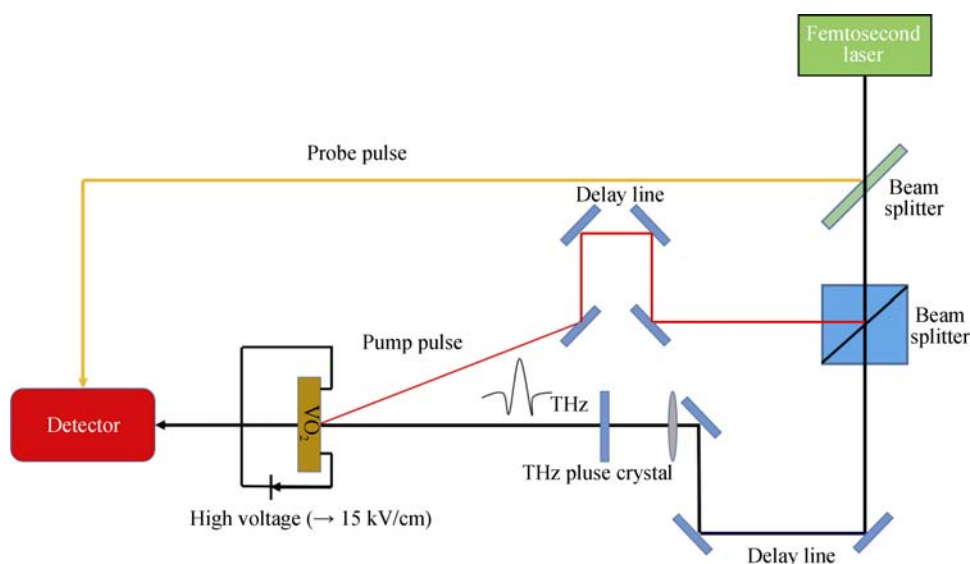 Femtosecond
laser
Probe pulse
Delay line
Beam
splitter
Beam
splitter
Pump pulse
THz
VO2
Detector
THz pluse crystal
High voltage (→ 15 kV/cm)
Delay line